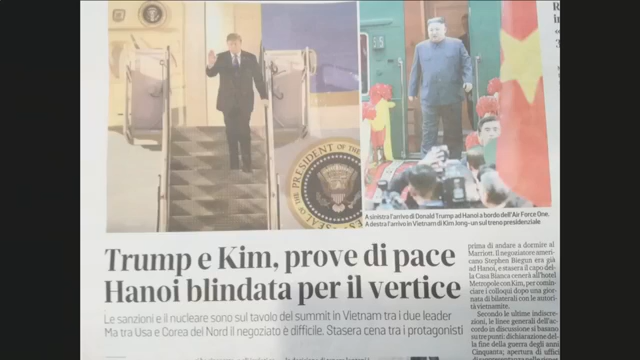 PRESIDENT OF THE
55
A sinistra l'arrivo di Donald Trump ad Hanoi a bordo dell'Air Force One.
A destra l'arrivo in Vietnam di Kim Jong-un sul treno presidenziale
Trump e Kim, prove di pace
Hanoi blindata per il vertice
Le sanzioni e il nucleare sono sul tavolo del summit in Vietnam tra i due leader
Ma tra Usa e Corea del Nord il negoziato è difficile. Stasera cena tra i protagonisti
prima di andare a dormire al
Marriott. Il negoziatore ameri-
cano Stephen Biegun era già
ad Hanoi, e stasera il capo del-
la Casa Bianca cenerà all'hotel
Metropole con Kim, per comin-
ciare i colloqui dopo una gior-
nata di bilaterali con le autorità
vietnamite.
Secondo le ultime indiscre-
zioni, le linee generali dell'ac-
cordo in discussione si basano
su tre punti: dichiarazione del-
la fine della guerra degli anni
Cinquanta; apertura di uffici